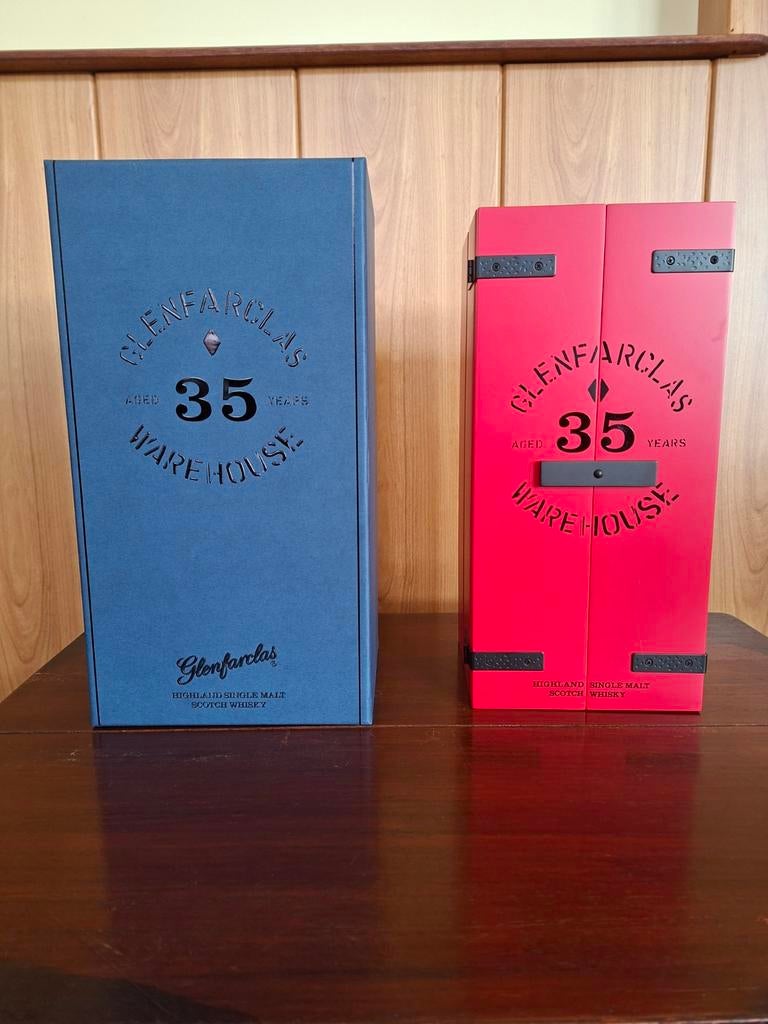 GLENFARCLAS
AGED 35 YEARS
WAREHOUSE
Glenfarclas®
HIGHLAND SINGLE MALT
SCOTCH WHISKY
GLENFARCLAS
AGED 35 YEARS
WAREHOUSE
HIGHLAND SINGLE MALT
SCOTCH WHISKY